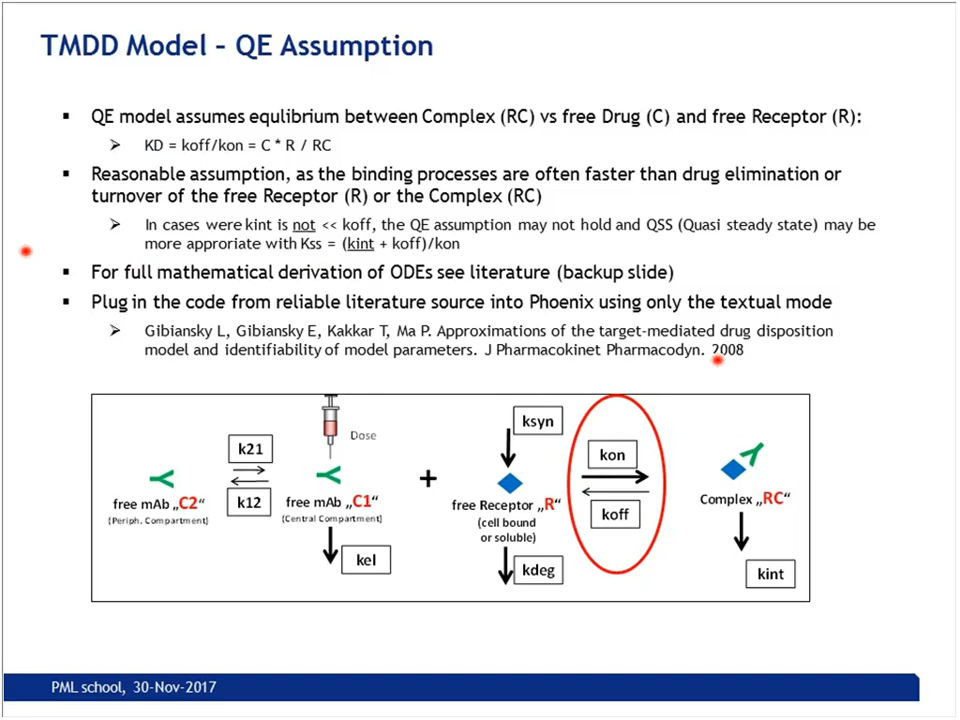 TMDD Model – QE Assumption
▪ QE model assumes equlibrium between Complex (RC) vs free Drug (C) and free Receptor (R):
➢ KD = koff/kon = C * R / RC
▪ Reasonable assumption, as the binding processes are often faster than drug elimination or
turnover of the free Receptor (R) or the Complex (RC)
➢ In cases were kint is not << koff, the QE assumption may not hold and QSS (Quasi steady state) may be
more approriate with Kss = (kint + koff)/kon
▪ For full mathematical derivation of ODEs see literature (backup slide)
▪ Plug in the code from reliable literature source into Phoenix using only the textual mode
➢ Gibiansky L, Gibiansky E, Kakkar T, Ma P. Approximations of the target-mediated drug disposition
model and identifiability of model parameters. J Pharmacokinet Pharmacodyn. 2008
Dose
ksyn
k21
kon
k12
koff
free mAb „C2“
(Periph. Compartment)
free mAb „C1“
(Central Compartment)
+
free Receptor „R“
(cell bound
or soluble)
Complex „RC“
kel
kdeg
kint
PML school, 30-Nov-2017